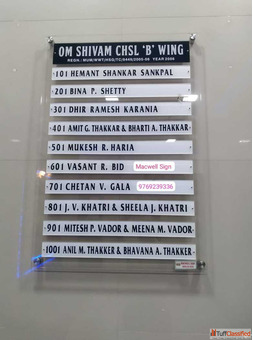 OM SHIVAM CHSL 'B' WING
101 HEMANT SHANKAR SANKPAL
201 BINA P. SHETTY
301 DHIR RAMESH KARANIA
401 AMIT G. THAKKAR & BHARTI A. THAKKAR
501 MUKESH R. HARIA
601 VASANT R. BID Macwell Sign
701 CHETAN V. GALA 9769239336
801 J. V. KHATRI & SHEELA J. KHATRI
901 MITESH P. VADOR & MEENA M. VADOR
1001 ANIL M. THAKKER & BHAVANA A. THAKKER
TuffClassified